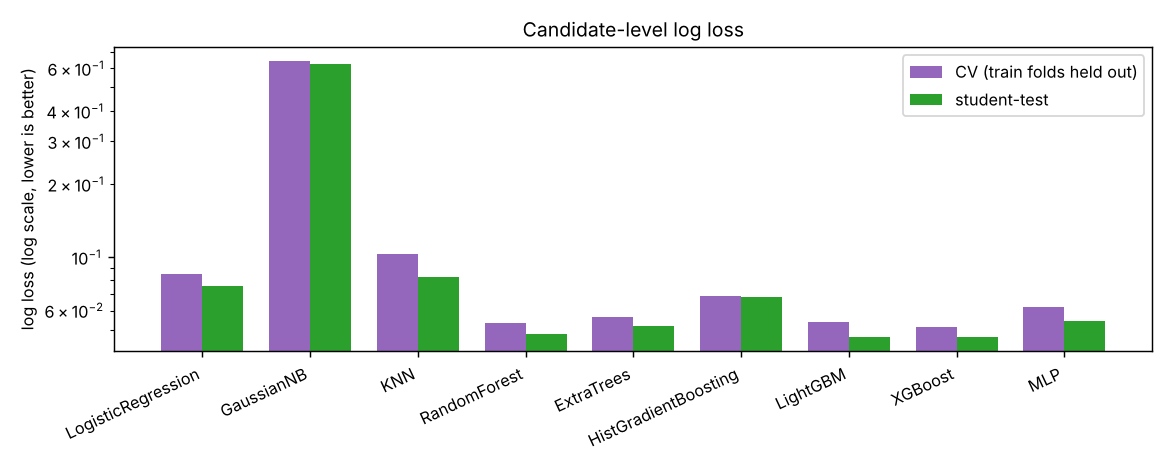 Candidate-level log loss
log loss (log scale, lower is better)
6 × 10⁻¹
4 × 10⁻¹
3 × 10⁻¹
2 × 10⁻¹
10⁻¹
6 × 10⁻²
CV (train folds held out)
student-test
LogisticRegression
GaussianNB
KNN
RandomForest
ExtraTrees
HistGradientBoosting
LightGBM
XGBoost
MLP